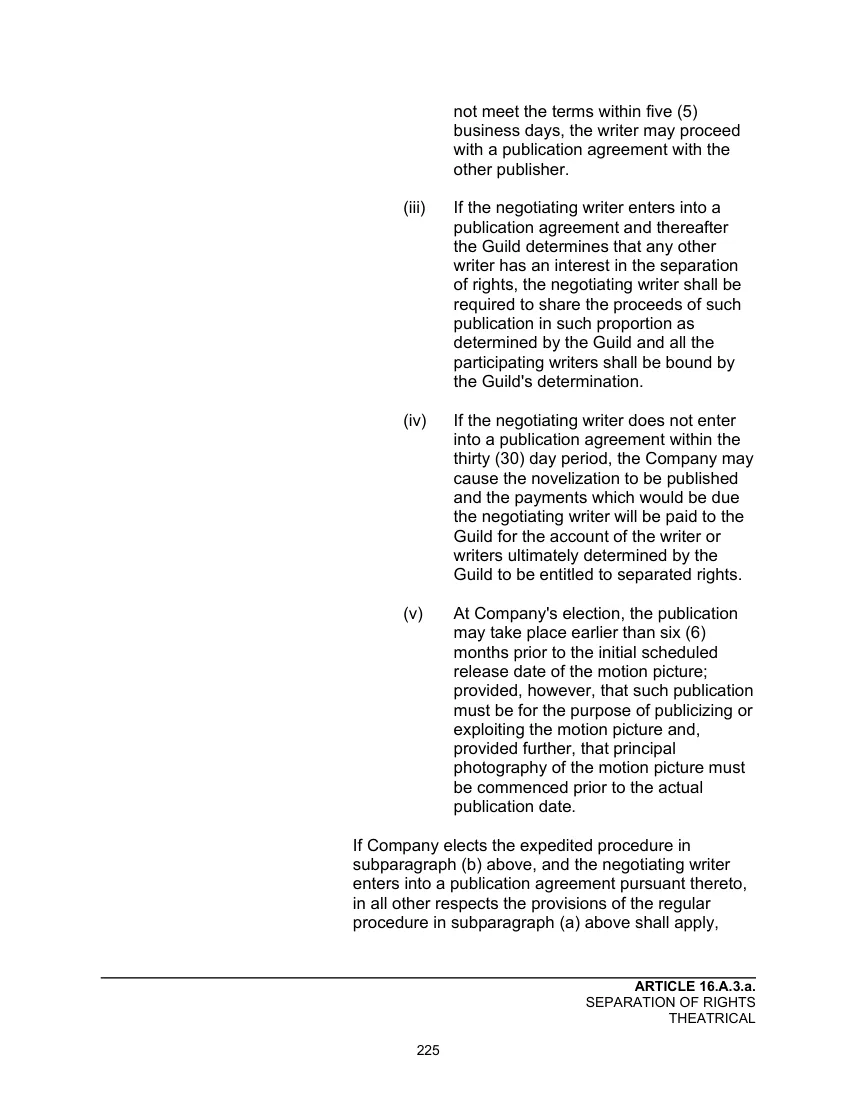 not meet the terms within five (5)
business days, the writer may proceed
with a publication agreement with the
other publisher.
(iii) If the negotiating writer enters into a
publication agreement and thereafter
the Guild determines that any other
writer has an interest in the separation
of rights, the negotiating writer shall be
required to share the proceeds of such
publication in such proportion as
determined by the Guild and all the
participating writers shall be bound by
the Guild's determination.
(iv) If the negotiating writer does not enter
into a publication agreement within the
thirty (30) day period, the Company may
cause the novelization to be published
and the payments which would be due
the negotiating writer will be paid to the
Guild for the account of the writer or
writers ultimately determined by the
Guild to be entitled to separated rights.
(v) At Company's election, the publication
may take place earlier than six (6)
months prior to the initial scheduled
release date of the motion picture;
provided, however, that such publication
must be for the purpose of publicizing or
exploiting the motion picture and,
provided further, that principal
photography of the motion picture must
be commenced prior to the actual
publication date.
If Company elects the expedited procedure in
subparagraph (b) above, and the negotiating writer
enters into a publication agreement pursuant thereto,
in all other respects the provisions of the regular
procedure in subparagraph (a) above shall apply,
ARTICLE 16.A.3.a.
SEPARATION OF RIGHTS
THEATRICAL
225